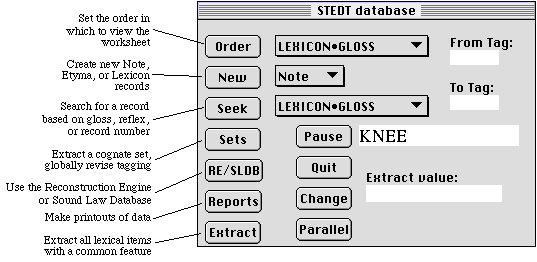 STEDT database
Set the order in
which to view the
worksheet
Order
LEXICON•GLOSS
From Tag:
Create new Note,
Etyma, or Lexicon
records
New
Note
To Tag:
Search for a record
based on gloss, reflex,
or record number
Seek
LEXICON•GLOSS
Extract a cognate set,
globally revise tagging
Sets
Pause
KNEE
Use the Reconstruction Engine
or Sound Law Database
RE/SLDB
Quit
Extract value:
Make printouts of data
Reports
Change
Extract all lexical items
with a common feature
Extract
Parallel